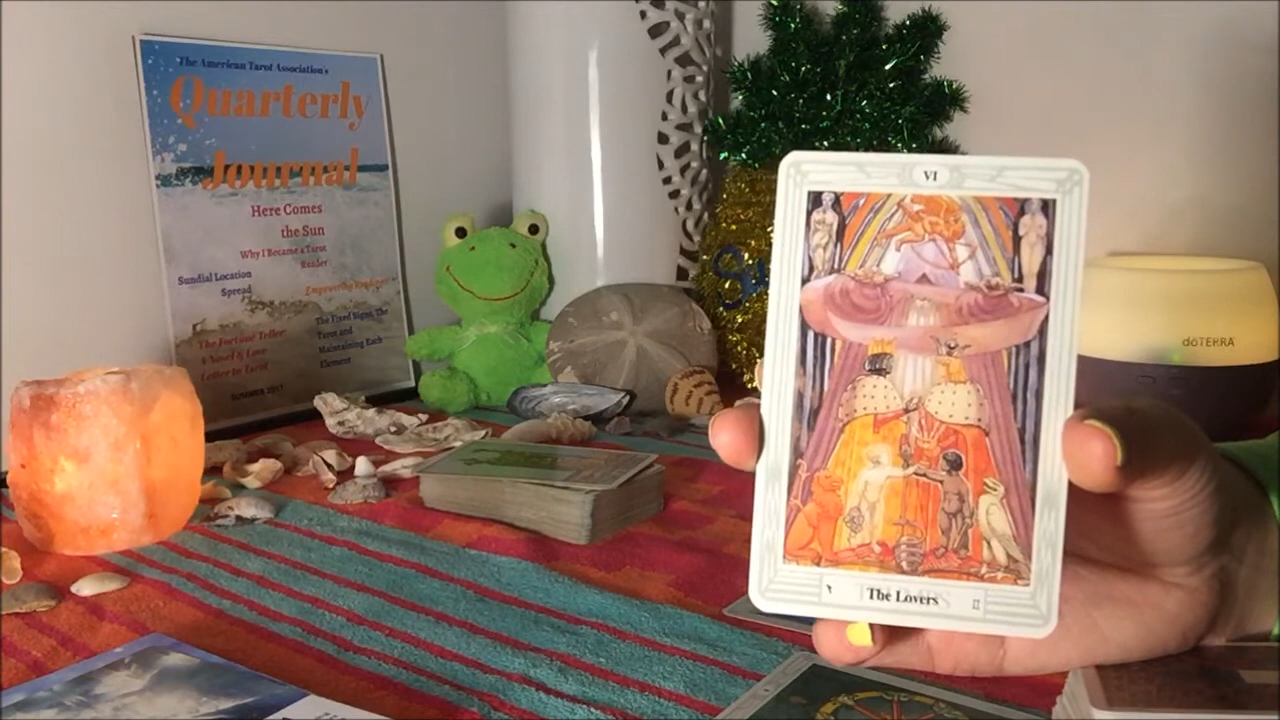 The American Tarot Association's
Quarterly
Journal
Here Comes
the Sun
Why I Became a Tarot
Reader
Sundial Location
Spread
Empowering Readings
The Fixed Signs, The
Tarot and
Maintaining Each
Element
The Fortune Teller:
A Novel & Love
Letter to Tarot
SUMMER 2017
VI
The Lovers
dōTERRA